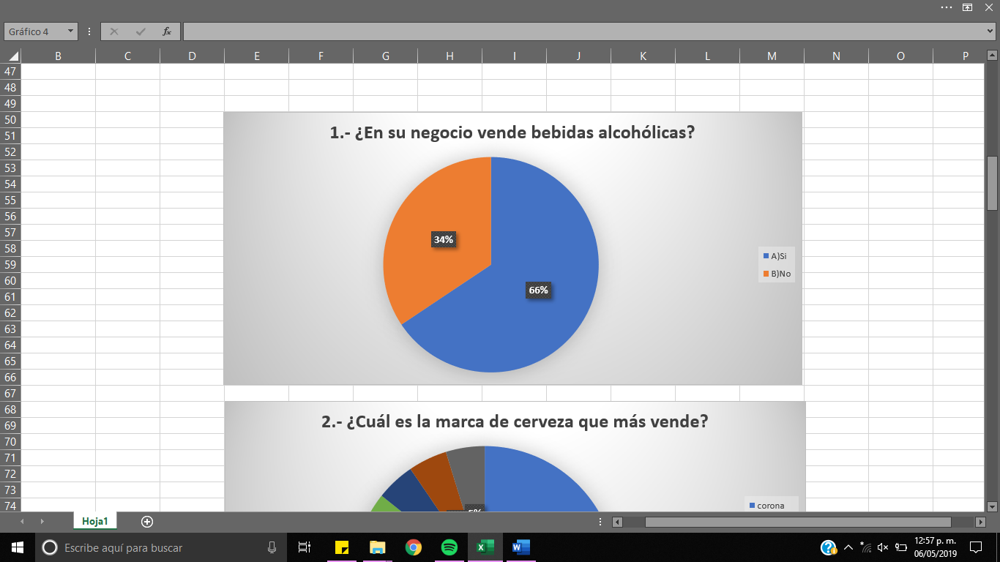 Gráfico 4
fx
B C D E F G H I J K L M N O P
47
48
49
50
51
52
53
54
55
56
57
58
59
60
61
62
63
64
65
66
67
68
69
70
71
72
73
74
1.- ¿En su negocio vende bebidas alcohólicas?
34%
66%
A)Si
B)No
2.- ¿Cuál es la marca de cerveza que más vende?
corona
Hoja1
Escribe aquí para buscar
12:57 p. m.
06/05/2019